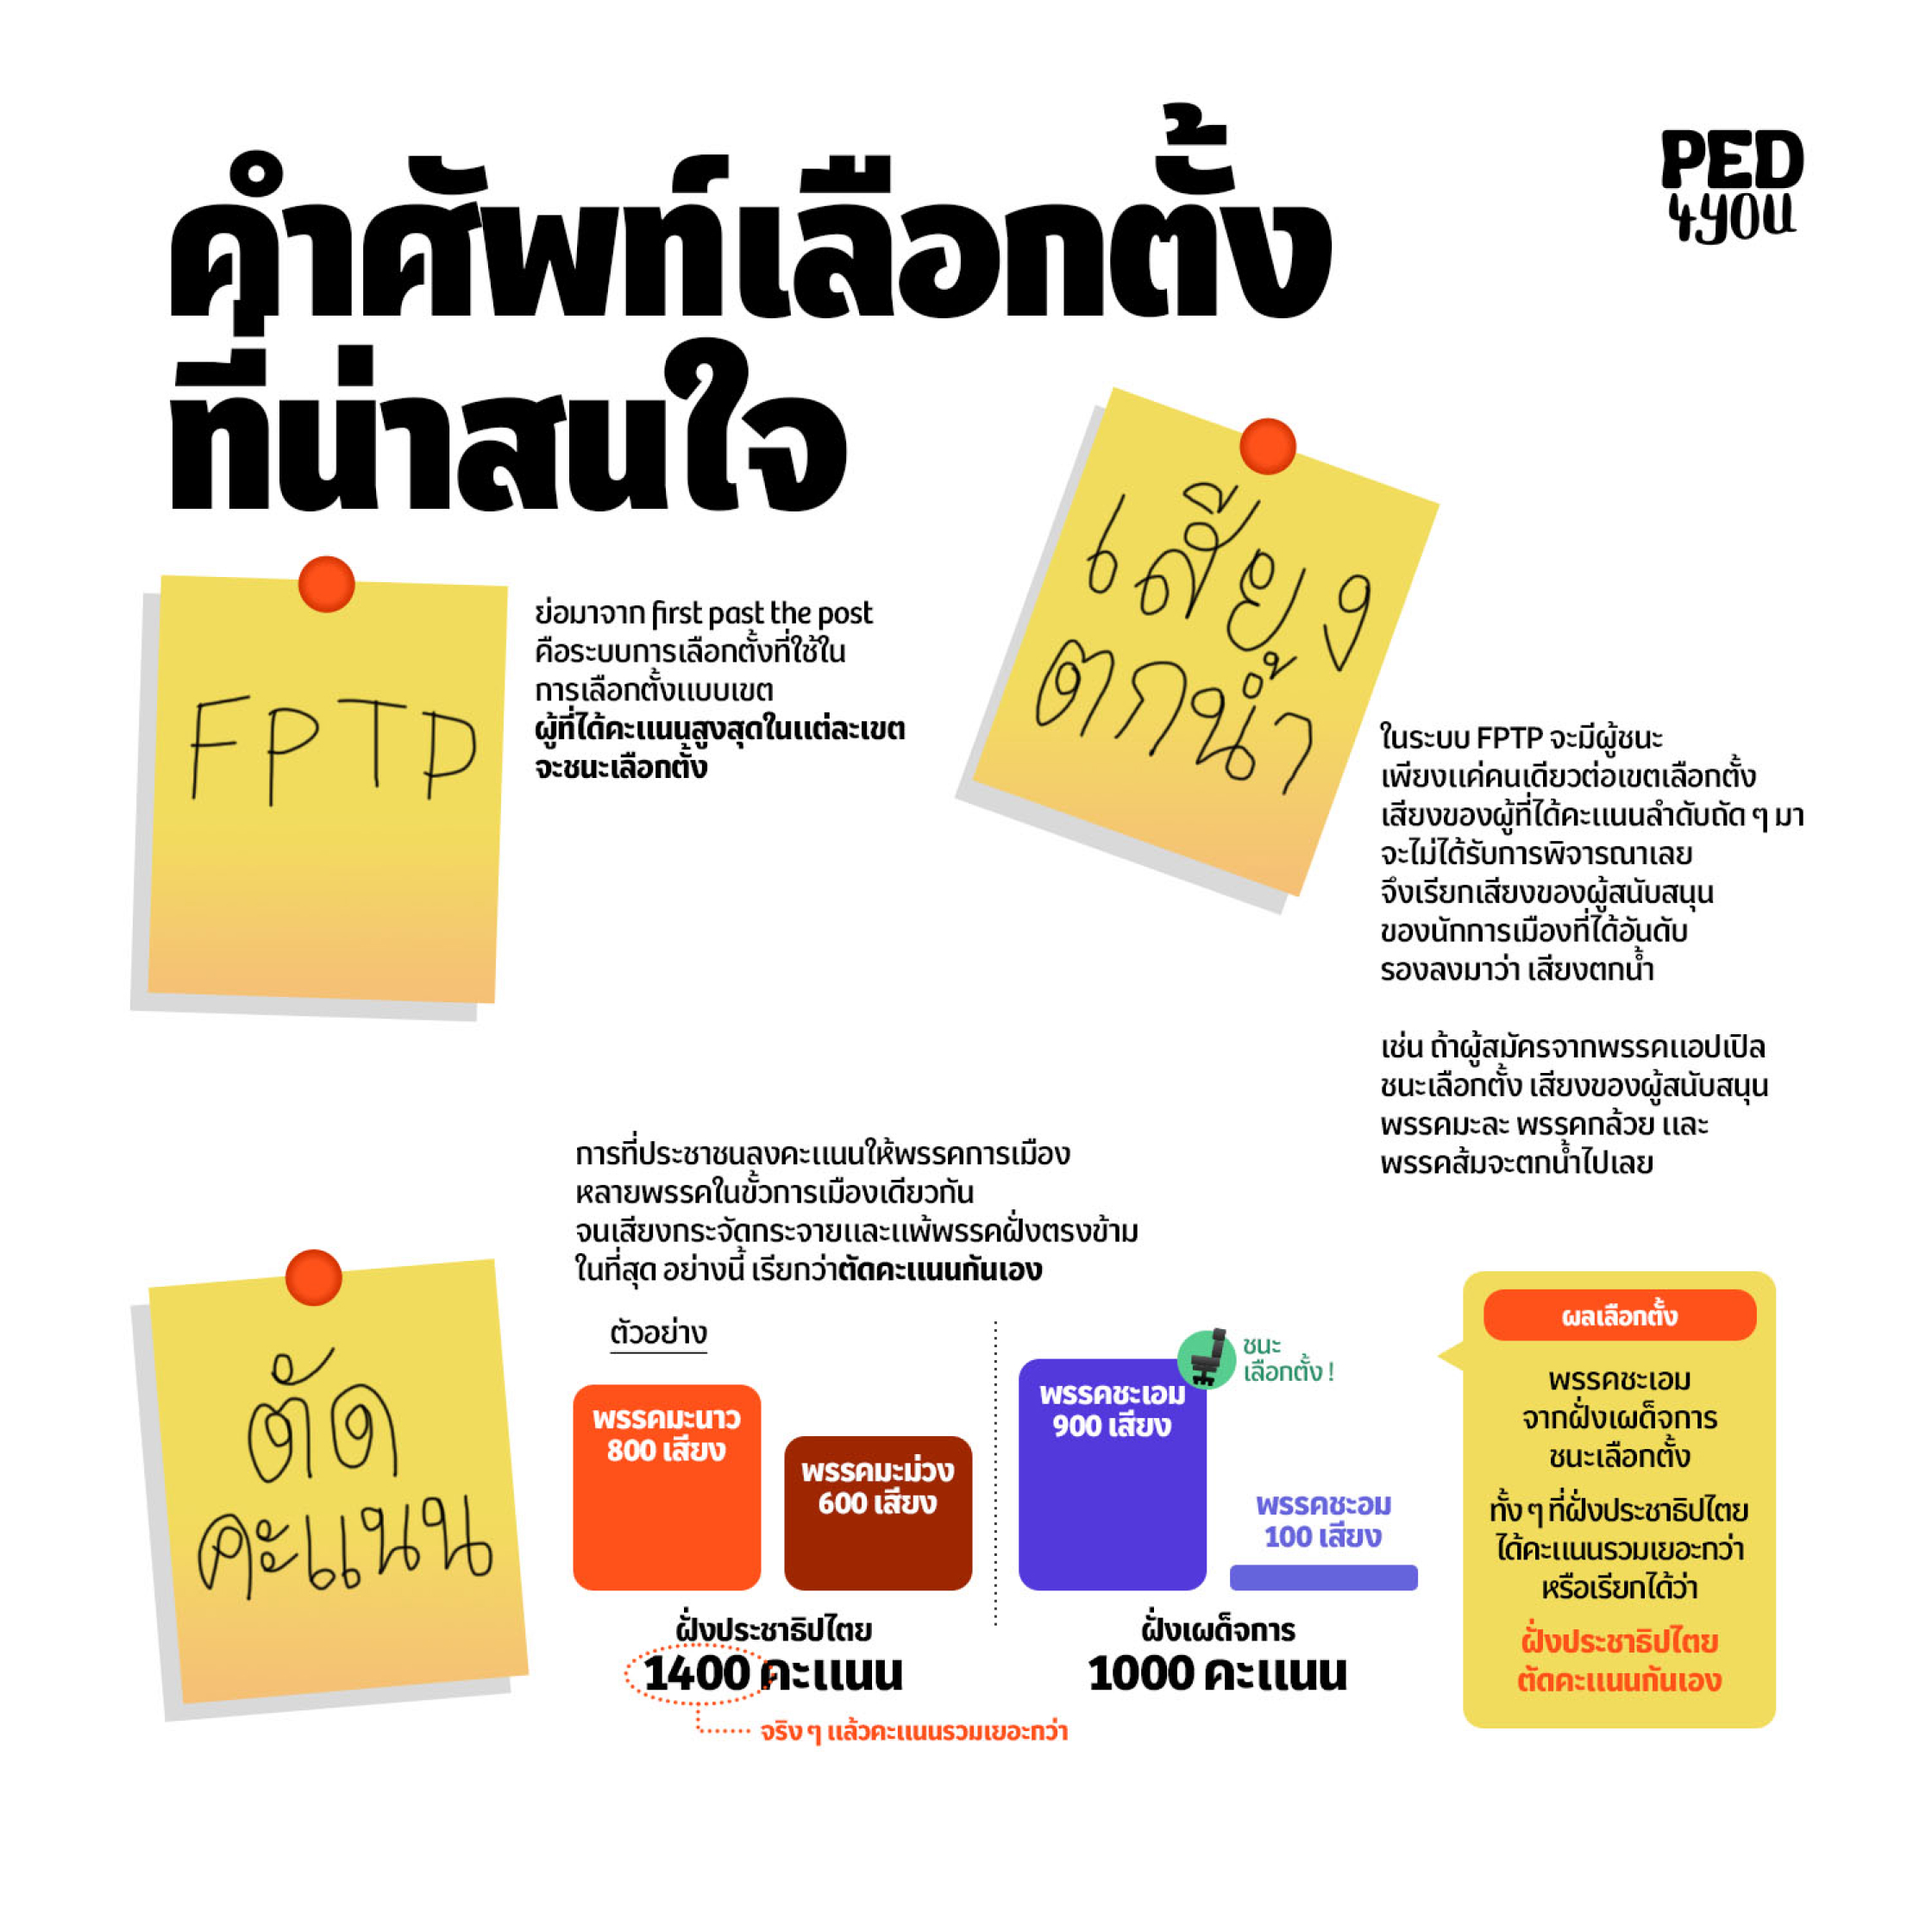 คำศัพท์เลือกตั้ง
ที่น่าสนใจ
PED
4YOU
FPTP
ย่อมาจาก first past the post
คือระบบการเลือกตั้งที่ใช้ใน
การเลือกตั้งแบบเขต
ผู้ที่ได้คะแนนสูงสุดในแต่ละเขต
จะชนะเลือกตั้ง
เสียง
ตกน้ำ
ในระบบ FPTP จะมีผู้ชนะ
เพียงแค่คนเดียวต่อเขตเลือกตั้ง
เสียงของผู้ที่ได้คะแนนลำดับถัด ๆ มา
จะไม่ได้รับการพิจารณาเลย
จึงเรียกเสียงของผู้สนับสนุน
ของนักการเมืองที่ได้อันดับ
รองลงมาว่า เสียงตกน้ำ
เช่น ถ้าผู้สมัครจากพรรคแอปเปิล
ชนะเลือกตั้ง เสียงของผู้สนับสนุน
พรรคมะละ พรรคกล้วย และ
พรรคส้มจะตกน้ำไปเลย
ตัด
คะแนน
การที่ประชาชนลงคะแนนให้พรรคการเมือง
หลายพรรคในขั้วการเมืองเดียวกัน
จนเสียงกระจัดกระจายและแพ้พรรคฝั่งตรงข้าม
ในที่สุด อย่างนี้ เรียกว่าตัดคะแนนกันเอง
ตัวอย่าง
พรรคมะนาว
800 เสียง
พรรคมะม่วง
600 เสียง
ฝั่งประชาธิปไตย
1400 คะแนน
จริง ๆ แล้วคะแนนรวมเยอะกว่า
พรรคชะเอม
900 เสียง
ชนะ
เลือกตั้ง !
พรรคชะอม
100 เสียง
ฝั่งเผด็จการ
1000 คะแนน
ผลเลือกตั้ง
พรรคชะเอม
จากฝั่งเผด็จการ
ชนะเลือกตั้ง
ทั้ง ๆ ที่ฝั่งประชาธิปไตย
ได้คะแนนรวมเยอะกว่า
หรือเรียกได้ว่า
ฝั่งประชาธิปไตย
ตัดคะแนนกันเอง